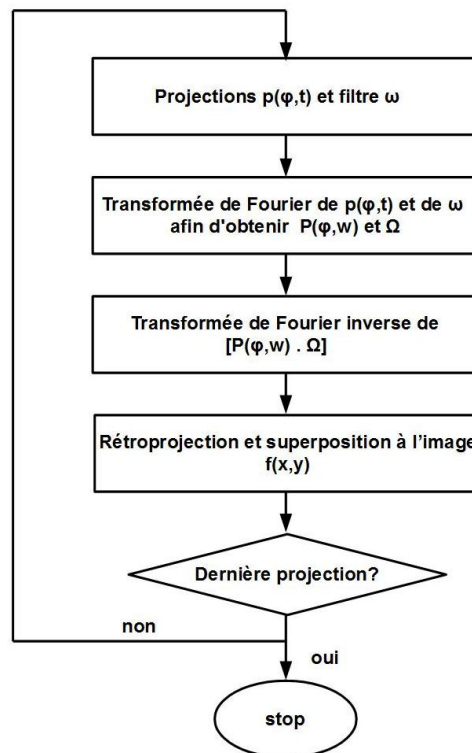 Projections p(φ,t) et filtre ω
Transformée de Fourier de p(φ,t) et de ω
afin d'obtenir P(φ,w) et Ω
Transformée de Fourier inverse de
[P(φ,w) . Ω]
Rétroprojection et superposition à l'image
f(x,y)
Dernière projection?
non
oui
stop